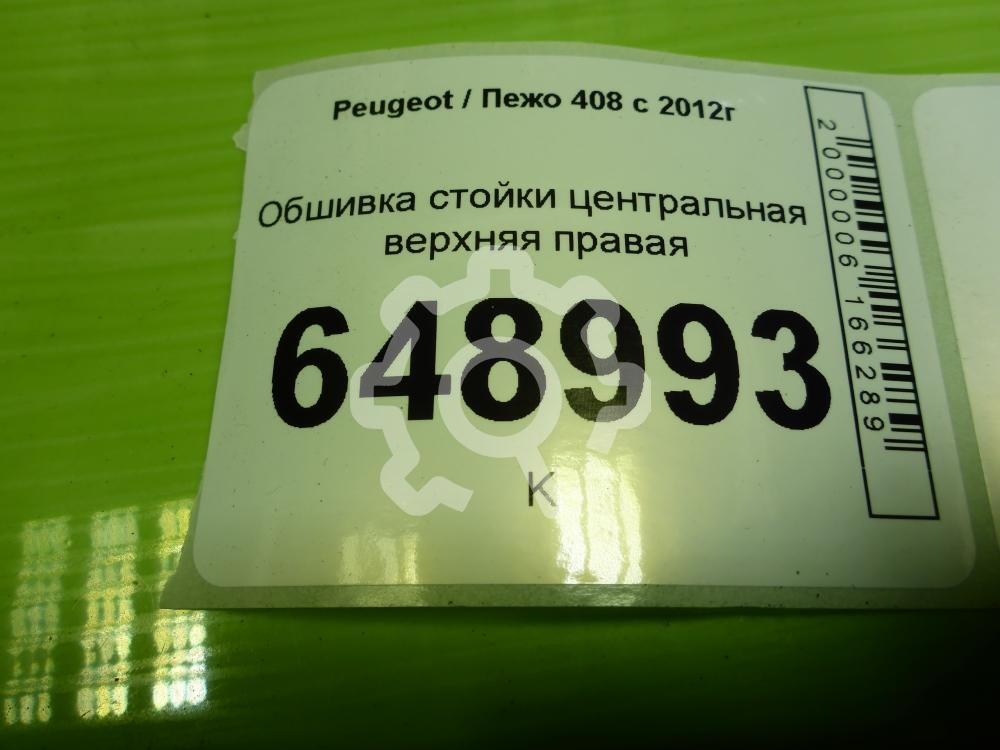 Peugeot / Пежо 408 с 2012г
Обшивка стойки центральная
верхняя правая
648993
К
2000006166289